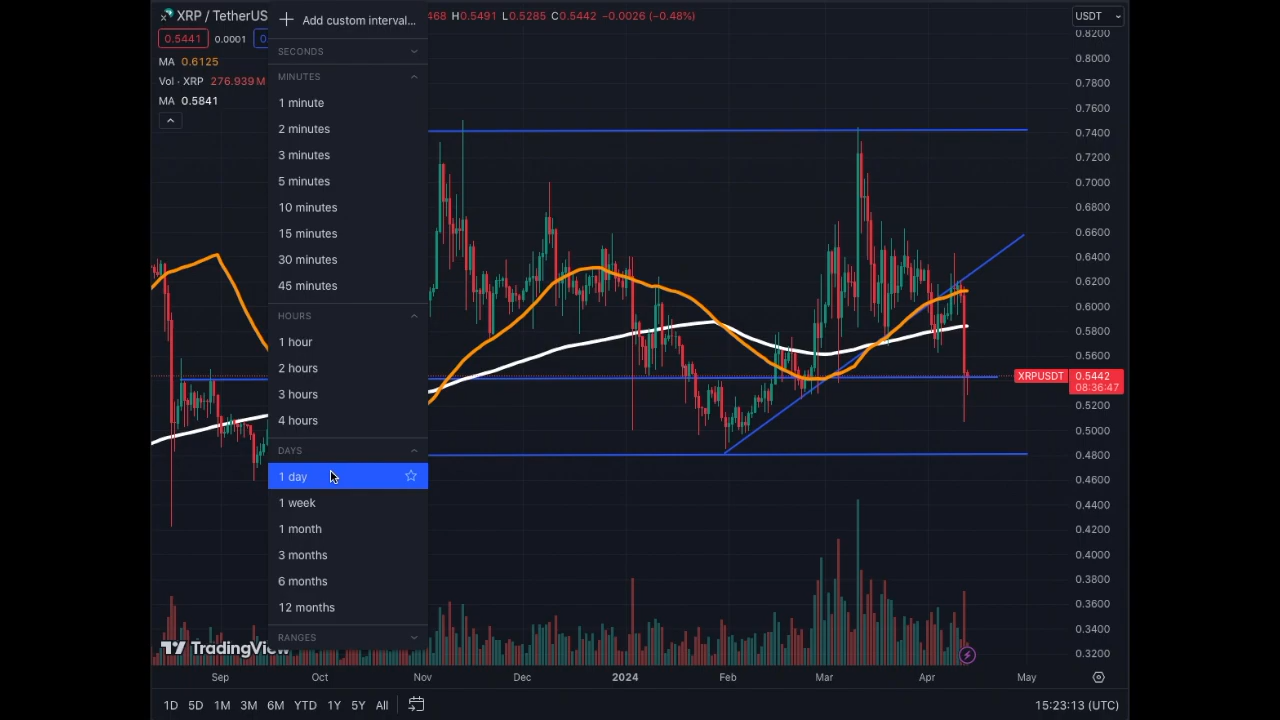 XRP / TetherUS
468 H0.5491 L0.5285 C0.5442 -0.0026 (-0.48%)
USDT
0.5441 0.0001 0.
MA 0.6125
Vol · XRP 276.939M
MA 0.5841
Add custom interval...
SECONDS
MINUTES
1 minute
2 minutes
3 minutes
5 minutes
10 minutes
15 minutes
30 minutes
45 minutes
HOURS
1 hour
2 hours
3 hours
4 hours
DAYS
1 day
1 week
1 month
3 months
6 months
12 months
RANGES
0.8200
0.8000
0.7800
0.7600
0.7400
0.7200
0.7000
0.6800
0.6600
0.6400
0.6200
0.6000
0.5800
0.5600
XRPUSDT 0.5442
08:36:47
0.5200
0.5000
0.4800
0.4600
0.4400
0.4200
0.4000
0.3800
0.3600
0.3400
0.3200
TradingView
Sep Oct Nov Dec 2024 Feb Mar Apr May
1D 5D 1M 3M 6M YTD 1Y 5Y All 15:23:13 (UTC)